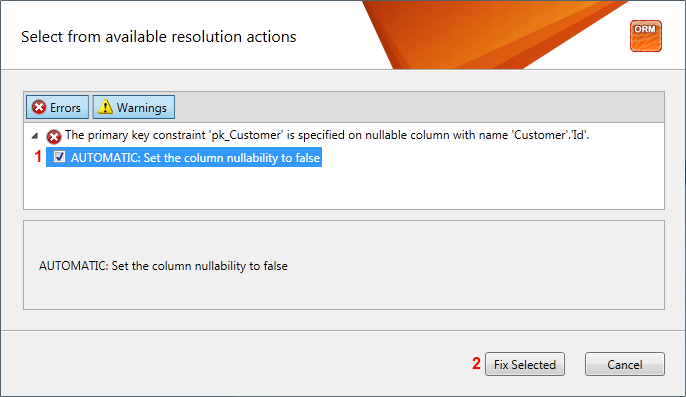 Select from available resolution actions
ORM
Errors Warnings
The primary key constraint 'pk_Customer' is specified on nullable column with name 'Customer'.'Id'.
1 AUTOMATIC: Set the column nullability to false
AUTOMATIC: Set the column nullability to false
2 Fix Selected Cancel